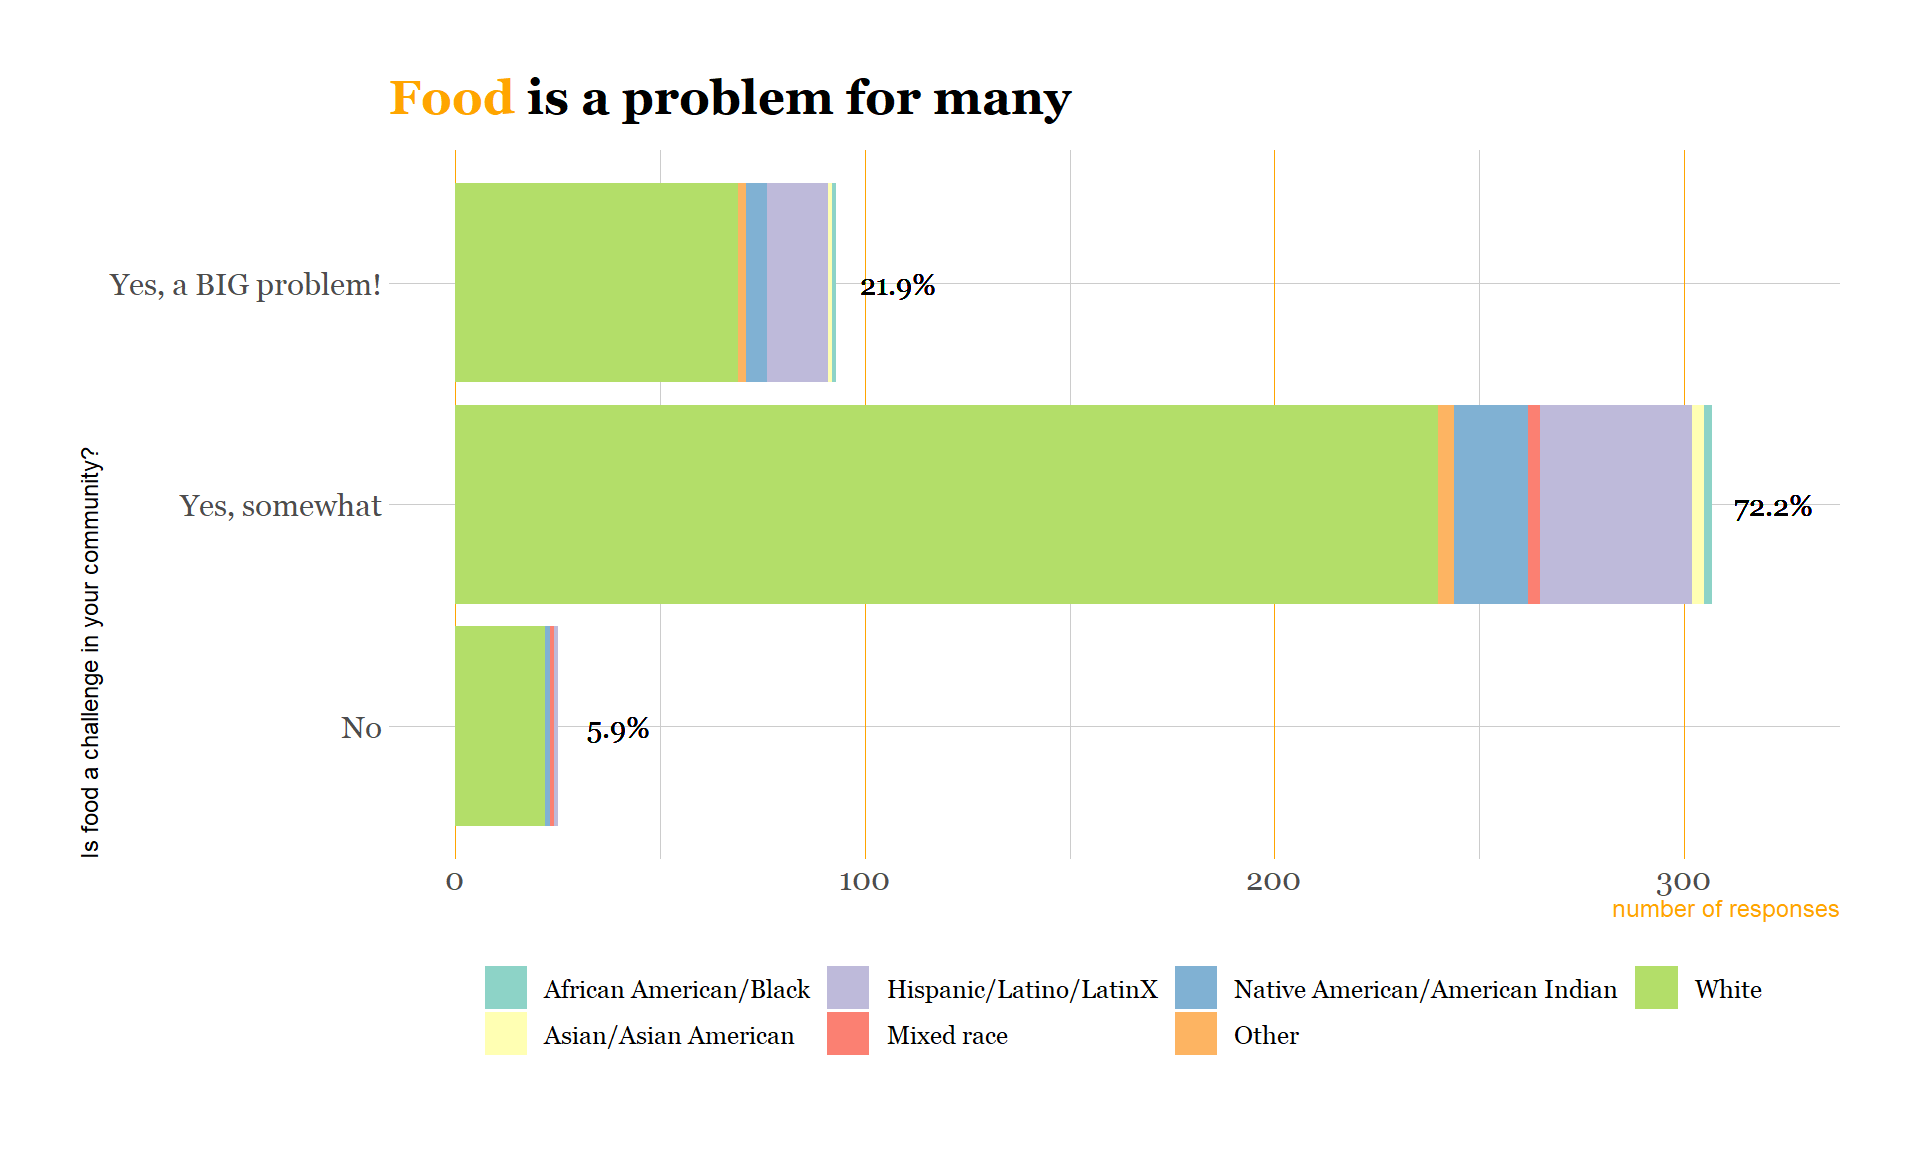 Food is a problem for many
Yes, a BIG problem!
21.9%
Yes, somewhat
72.2%
No
5.9%
Is food a challenge in your community?
0 100 200 300
number of responses
African American/Black Hispanic/Latino/LatinX Native American/American Indian White
Asian/Asian American Mixed race Other